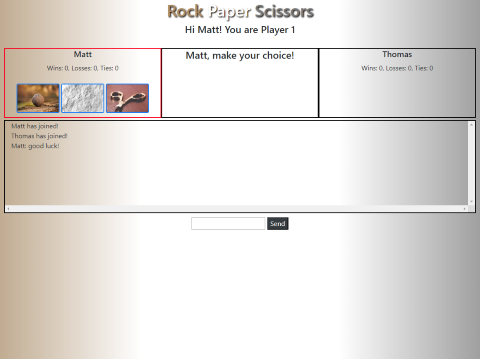 Rock Paper Scissors
Hi Matt! You are Player 1
Matt
Wins: 0, Losses: 0, Ties: 0
Matt, make your choice!
Thomas
Wins: 0, Losses: 0, Ties: 0
Matt has joined!
Thomas has joined!
Matt: good luck!
Send